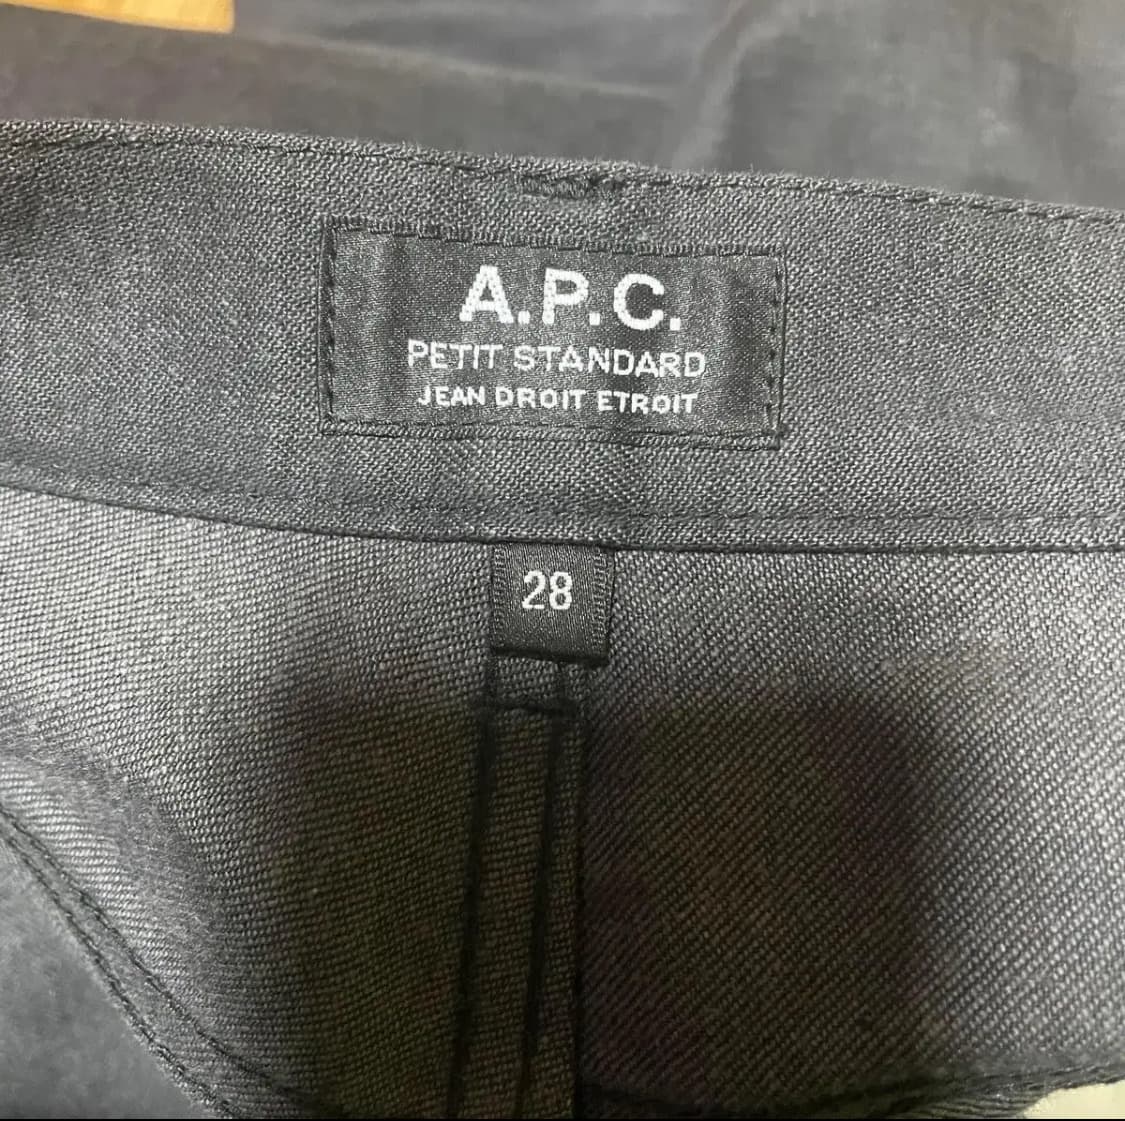 A.P.C.
PETIT STANDARD
JEAN DROIT ETROIT
28